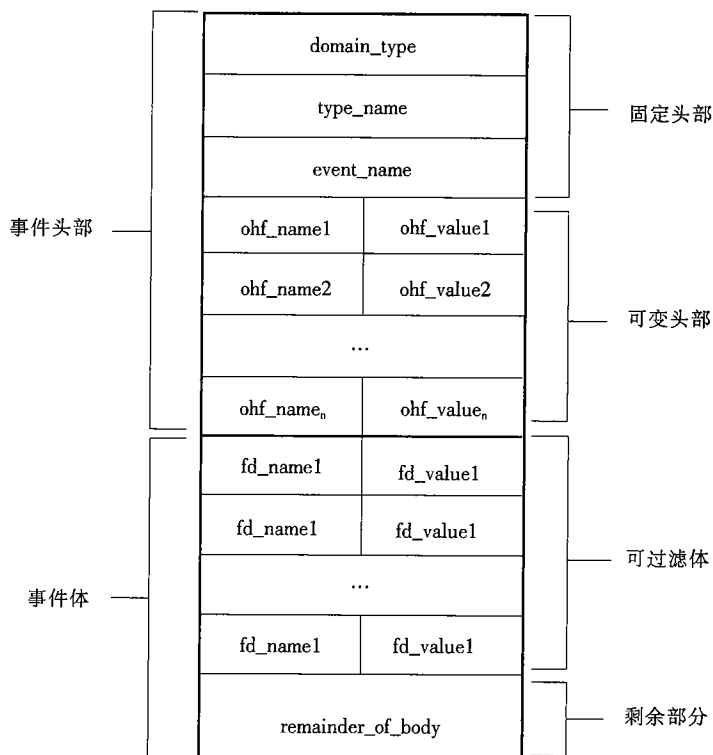 domain_type
type_name
固定头部
event_name
事件头部
ohf_name1 ohf_value1
ohf_name2 ohf_value2
可变头部
...
ohf_nameₙ ohf_valueₙ
fd_name1 fd_value1
fd_name1 fd_value1
可过滤体
事件体
...
fd_name1 fd_value1
remainder_of_body
剩余部分